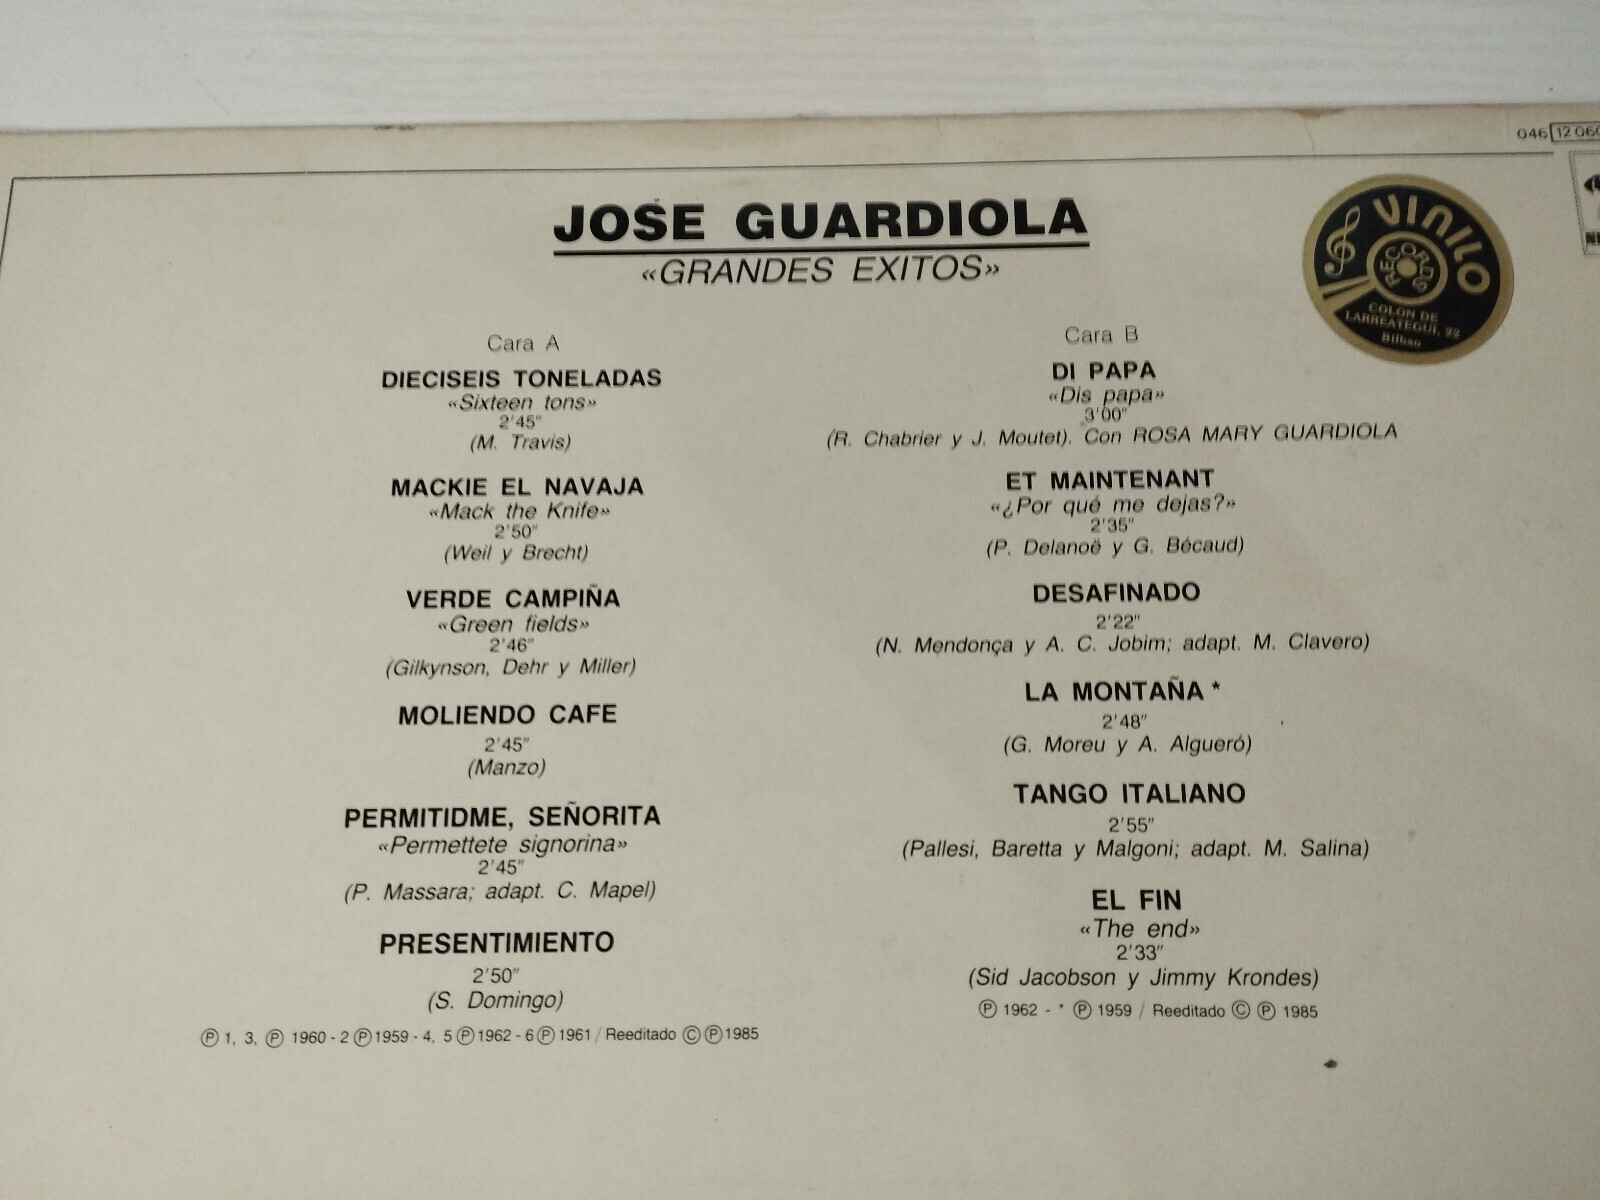 046 12 060
JOSE GUARDIOLA
«GRANDES EXITOS»
VINILO
RECORDS
COLON DE
LARREATEGUI, 22
Bilbao
Cara A
DIECISEIS TONELADAS
«Sixteen tons»
2'45"
(M. Travis)
MACKIE EL NAVAJA
«Mack the Knife»
2'50"
(Weil y Brecht)
VERDE CAMPIÑA
«Green fields»
2'46"
(Gilkynson, Dehr y Miller)
MOLIENDO CAFE
2'45"
(Manzo)
PERMITIDME, SEÑORITA
«Permettete signorina»
2'45"
(P. Massara; adapt. C. Mapel)
PRESENTIMIENTO
2'50"
(S. Domingo)
Ⓟ 1, 3, Ⓟ 1960 - 2 Ⓟ 1959 - 4, 5 Ⓟ 1962 - 6 Ⓟ 1961 / Reeditado © Ⓟ 1985
Cara B
DI PAPA
«Dis papa»
3'00"
(R. Chabrier y J. Moutet). Con ROSA MARY GUARDIOLA
ET MAINTENANT
«¿Por qué me dejas?»
2'35"
(P. Delanoë y G. Bécaud)
DESAFINADO
2'22"
(N. Mendonça y A. C. Jobim; adapt. M. Clavero)
LA MONTAÑA *
2'48"
(G. Moreu y A. Algueró)
TANGO ITALIANO
2'55"
(Pallesi, Baretta y Malgoni; adapt. M. Salina)
EL FIN
«The end»
2'33"
(Sid Jacobson y Jimmy Krondes)
Ⓟ 1962 - * Ⓟ 1959 / Reeditado © Ⓟ 1985